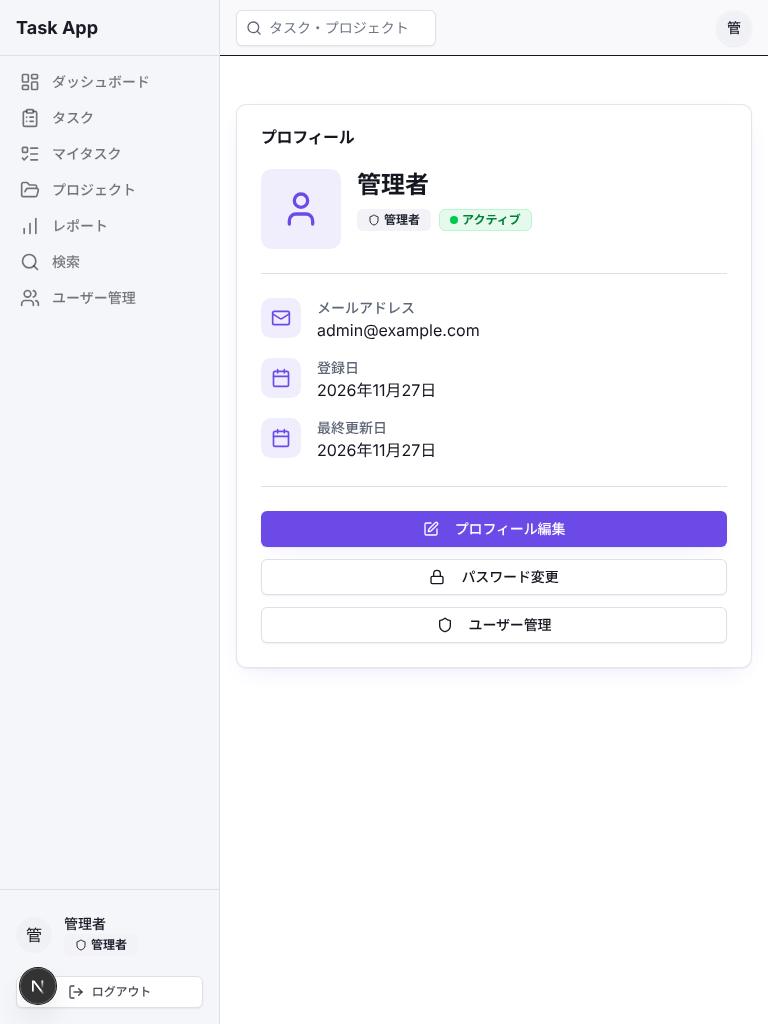 Task App
タスク・プロジェクト
管
ダッシュボード
タスク
マイタスク
プロジェクト
レポート
検索
ユーザー管理
プロフィール
管理者
管理者
アクティブ
メールアドレス
admin@example.com
登録日
2026年11月27日
最終更新日
2026年11月27日
プロフィール編集
パスワード変更
ユーザー管理
管
管理者
管理者
N
ログアウト